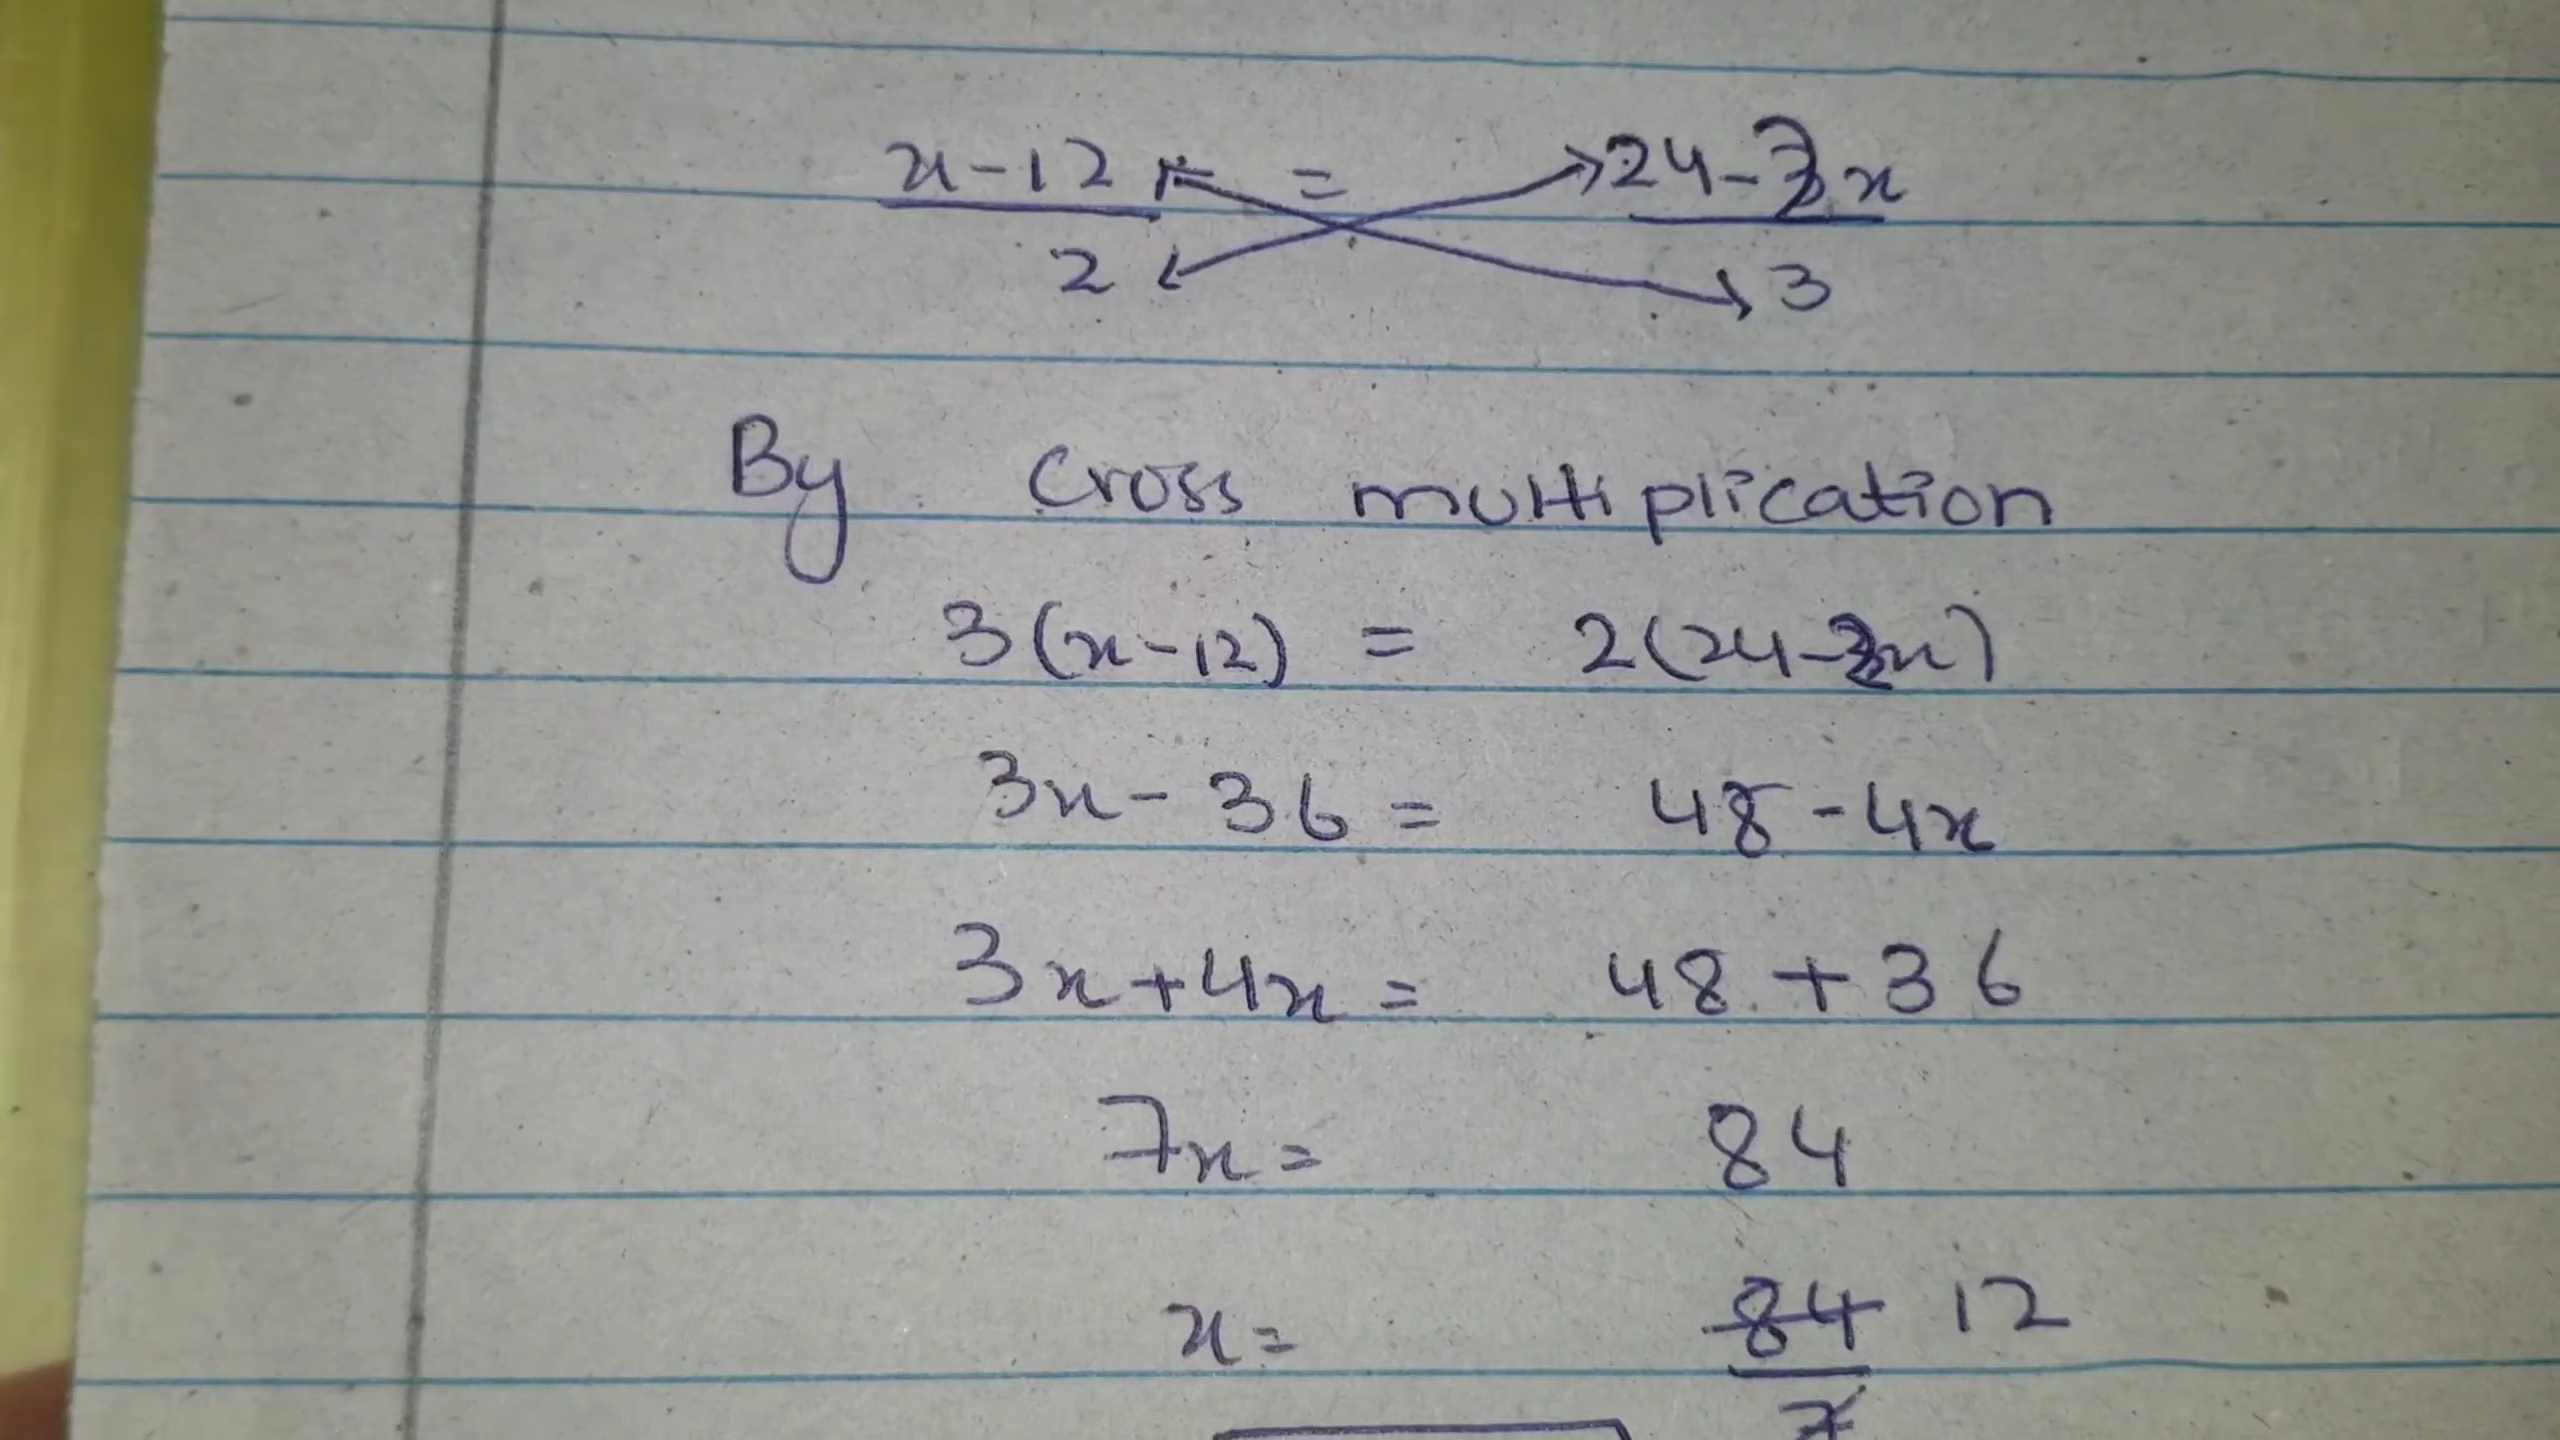 x-12 = 24-2x
2 3
By cross multiplication
3(x-12) = 2(24-2x)
3x-36 = 48-4x
3x+4x = 48+36
7x = 84
x = 84 12
7